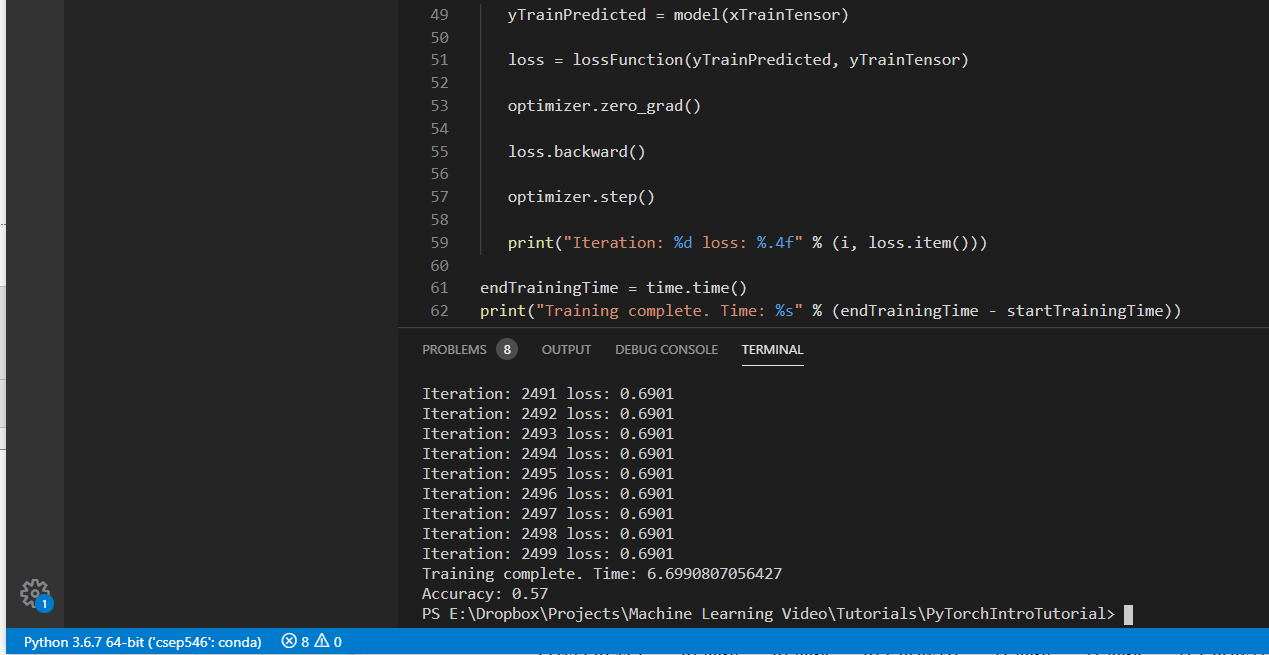 49 yTrainPredicted = model(xTrainTensor)
50
51 loss = lossFunction(yTrainPredicted, yTrainTensor)
52
53 optimizer.zero_grad()
54
55 loss.backward()
56
57 optimizer.step()
58
59 print("Iteration: %d loss: %.4f" % (i, loss.item()))
60
61 endTrainingTime = time.time()
62 print("Training complete. Time: %s" % (endTrainingTime - startTrainingTime))
PROBLEMS 8 OUTPUT DEBUG CONSOLE TERMINAL
Iteration: 2491 loss: 0.6901
Iteration: 2492 loss: 0.6901
Iteration: 2493 loss: 0.6901
Iteration: 2494 loss: 0.6901
Iteration: 2495 loss: 0.6901
Iteration: 2496 loss: 0.6901
Iteration: 2497 loss: 0.6901
Iteration: 2498 loss: 0.6901
Iteration: 2499 loss: 0.6901
Training complete. Time: 6.6990807056427
Accuracy: 0.57
PS E:\Dropbox\Projects\Machine Learning Video\Tutorials\PyTorchIntroTutorial>
1
Python 3.6.7 64-bit ('csep546': conda) 8 0